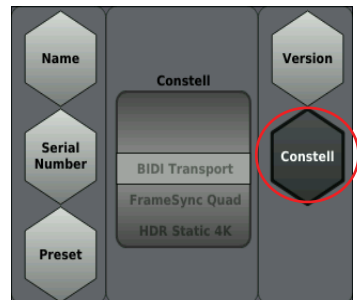 Name
Serial
Number
Preset
Constell
BIDI Transport
FrameSync Quad
HDR Static 4K
Version
Constell